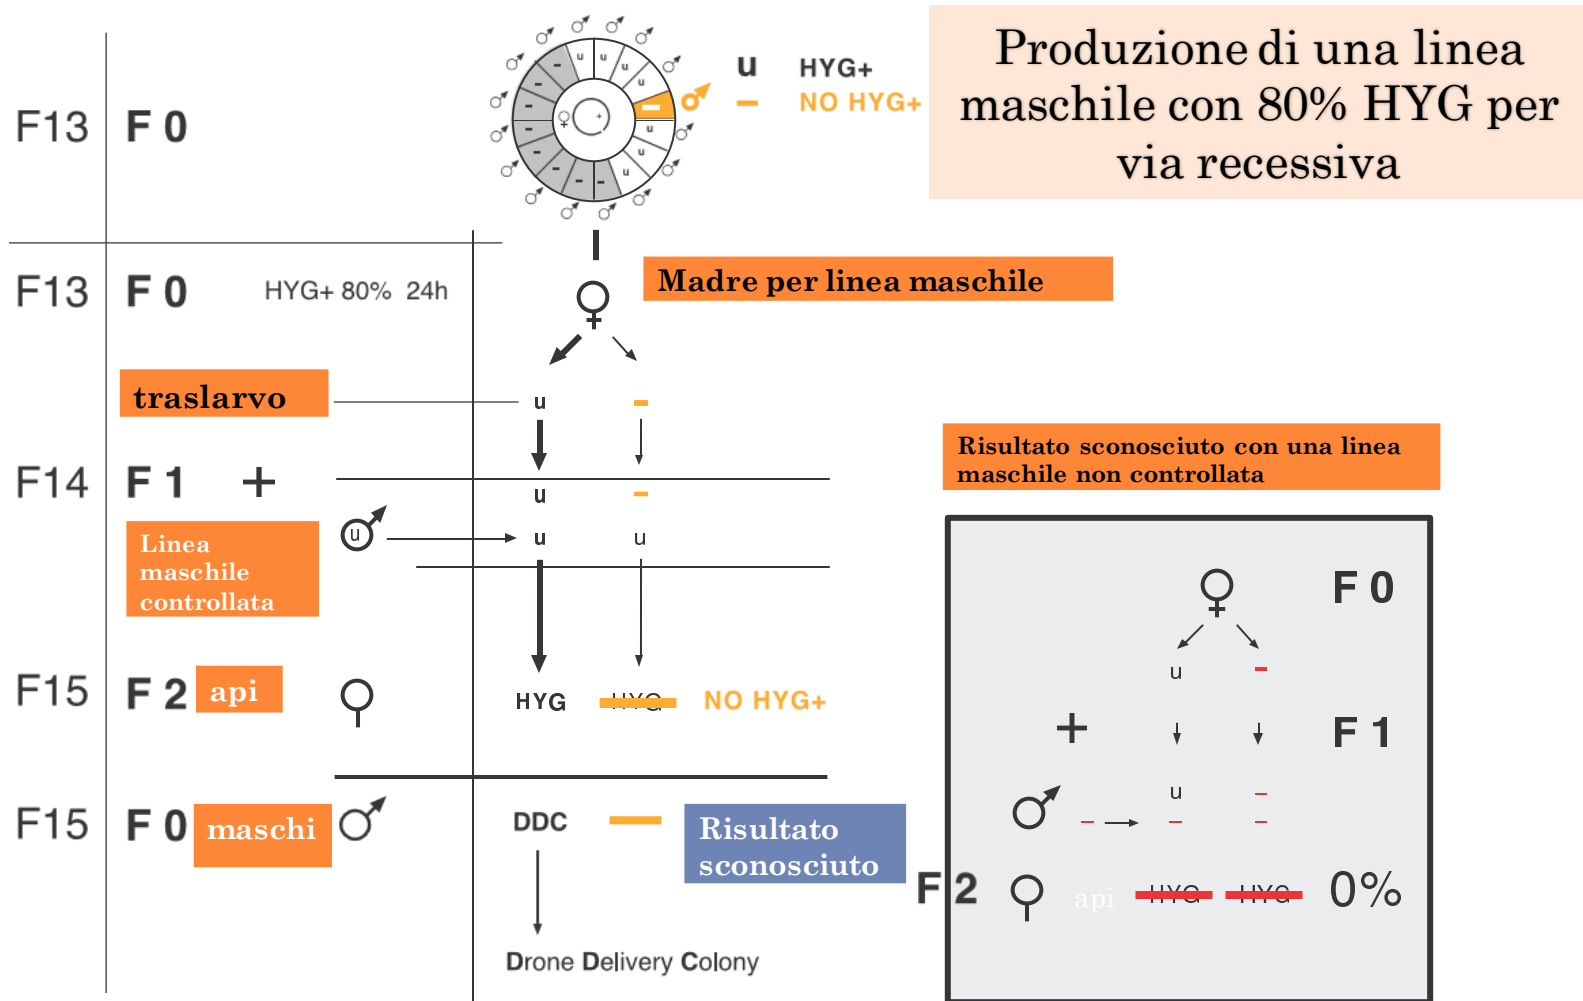 Produzione di una linea
maschile con 80% HYG per
via recessiva
u HYG+
– NO HYG+
F13 F 0
u u u u – u u u – – – – – – –
F13 F 0 HYG+ 80% 24h
Madre per linea maschile
traslarvo
u –
F14 F 1 +
u –
Linea
maschile
controllata
u
u u
F15 F 2 api
HYG HYG NO HYG+
F15 F 0 maschi
DDC –
Risultato
sconosciuto
Drone Delivery Colony
Risultato sconosciuto con una linea
maschile non controllata
F 0
u –
+ F 1
u –
– – –
F 2 api HYG HYG 0%